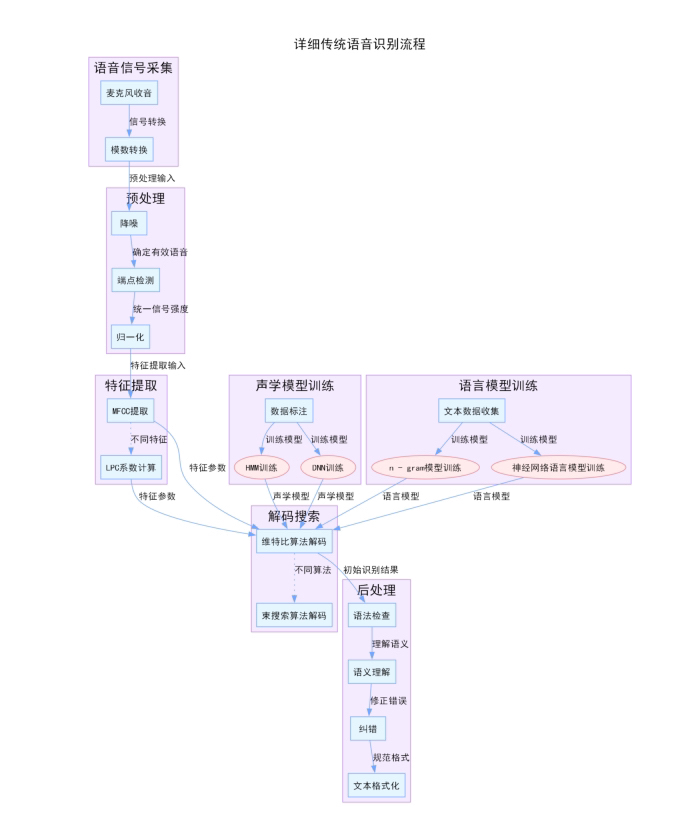 详细传统语音识别流程
语音信号采集
麦克风收音
信号转换
模数转换
预处理输入
预处理
降噪
确定有效语音
端点检测
统一信号强度
归一化
特征提取输入
特征提取
MFCC提取
不同特征
LPC系数计算
特征参数
特征参数
声学模型训练
数据标注
训练模型
训练模型
HMM训练
DNN训练
声学模型
声学模型
语言模型训练
文本数据收集
训练模型
训练模型
n - gram模型训练
神经网络语言模型训练
语言模型
语言模型
解码搜索
维特比算法解码
不同算法
束搜索算法解码
初始识别结果
后处理
语法检查
理解语义
语义理解
修正错误
纠错
规范格式
文本格式化